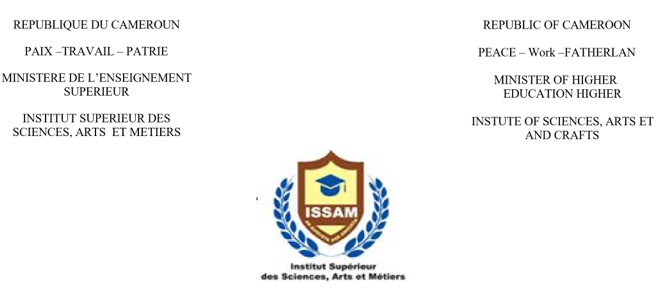 REPUBLIQUE DU CAMEROUN
PAIX –TRAVAIL – PATRIE
MINISTERE DE L'ENSEIGNEMENT
SUPERIEUR
INSTITUT SUPERIEUR DES
SCIENCES, ARTS ET METIERS
REPUBLIC OF CAMEROON
PEACE – Work –FATHERLAN
MINISTER OF HIGHER
EDUCATION HIGHER
INSTUTE OF SCIENCES, ARTS ET
AND CRAFTS
ISSAM
Institut Supérieur
des Sciences, Arts et Métiers